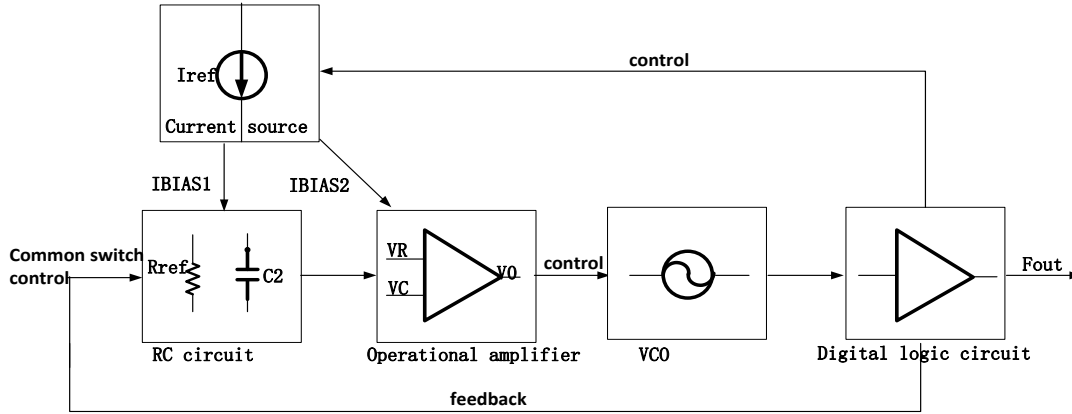 control
Iref
Current source
IBIAS1
IBIAS2
Common switch
control
Rref
C2
VR
VC
VO
control
Fout
RC circuit
Operational amplifier
VCO
Digital logic circuit
feedback